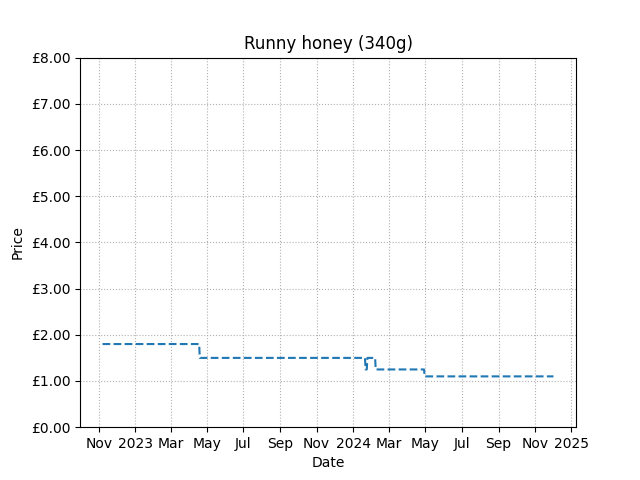 Runny honey (340g)
£8.00
£7.00
£6.00
£5.00
£4.00
£3.00
£2.00
£1.00
£0.00
Price
Nov 2023 Mar May Jul Sep Nov 2024 Mar May Jul Sep Nov 2025
Date